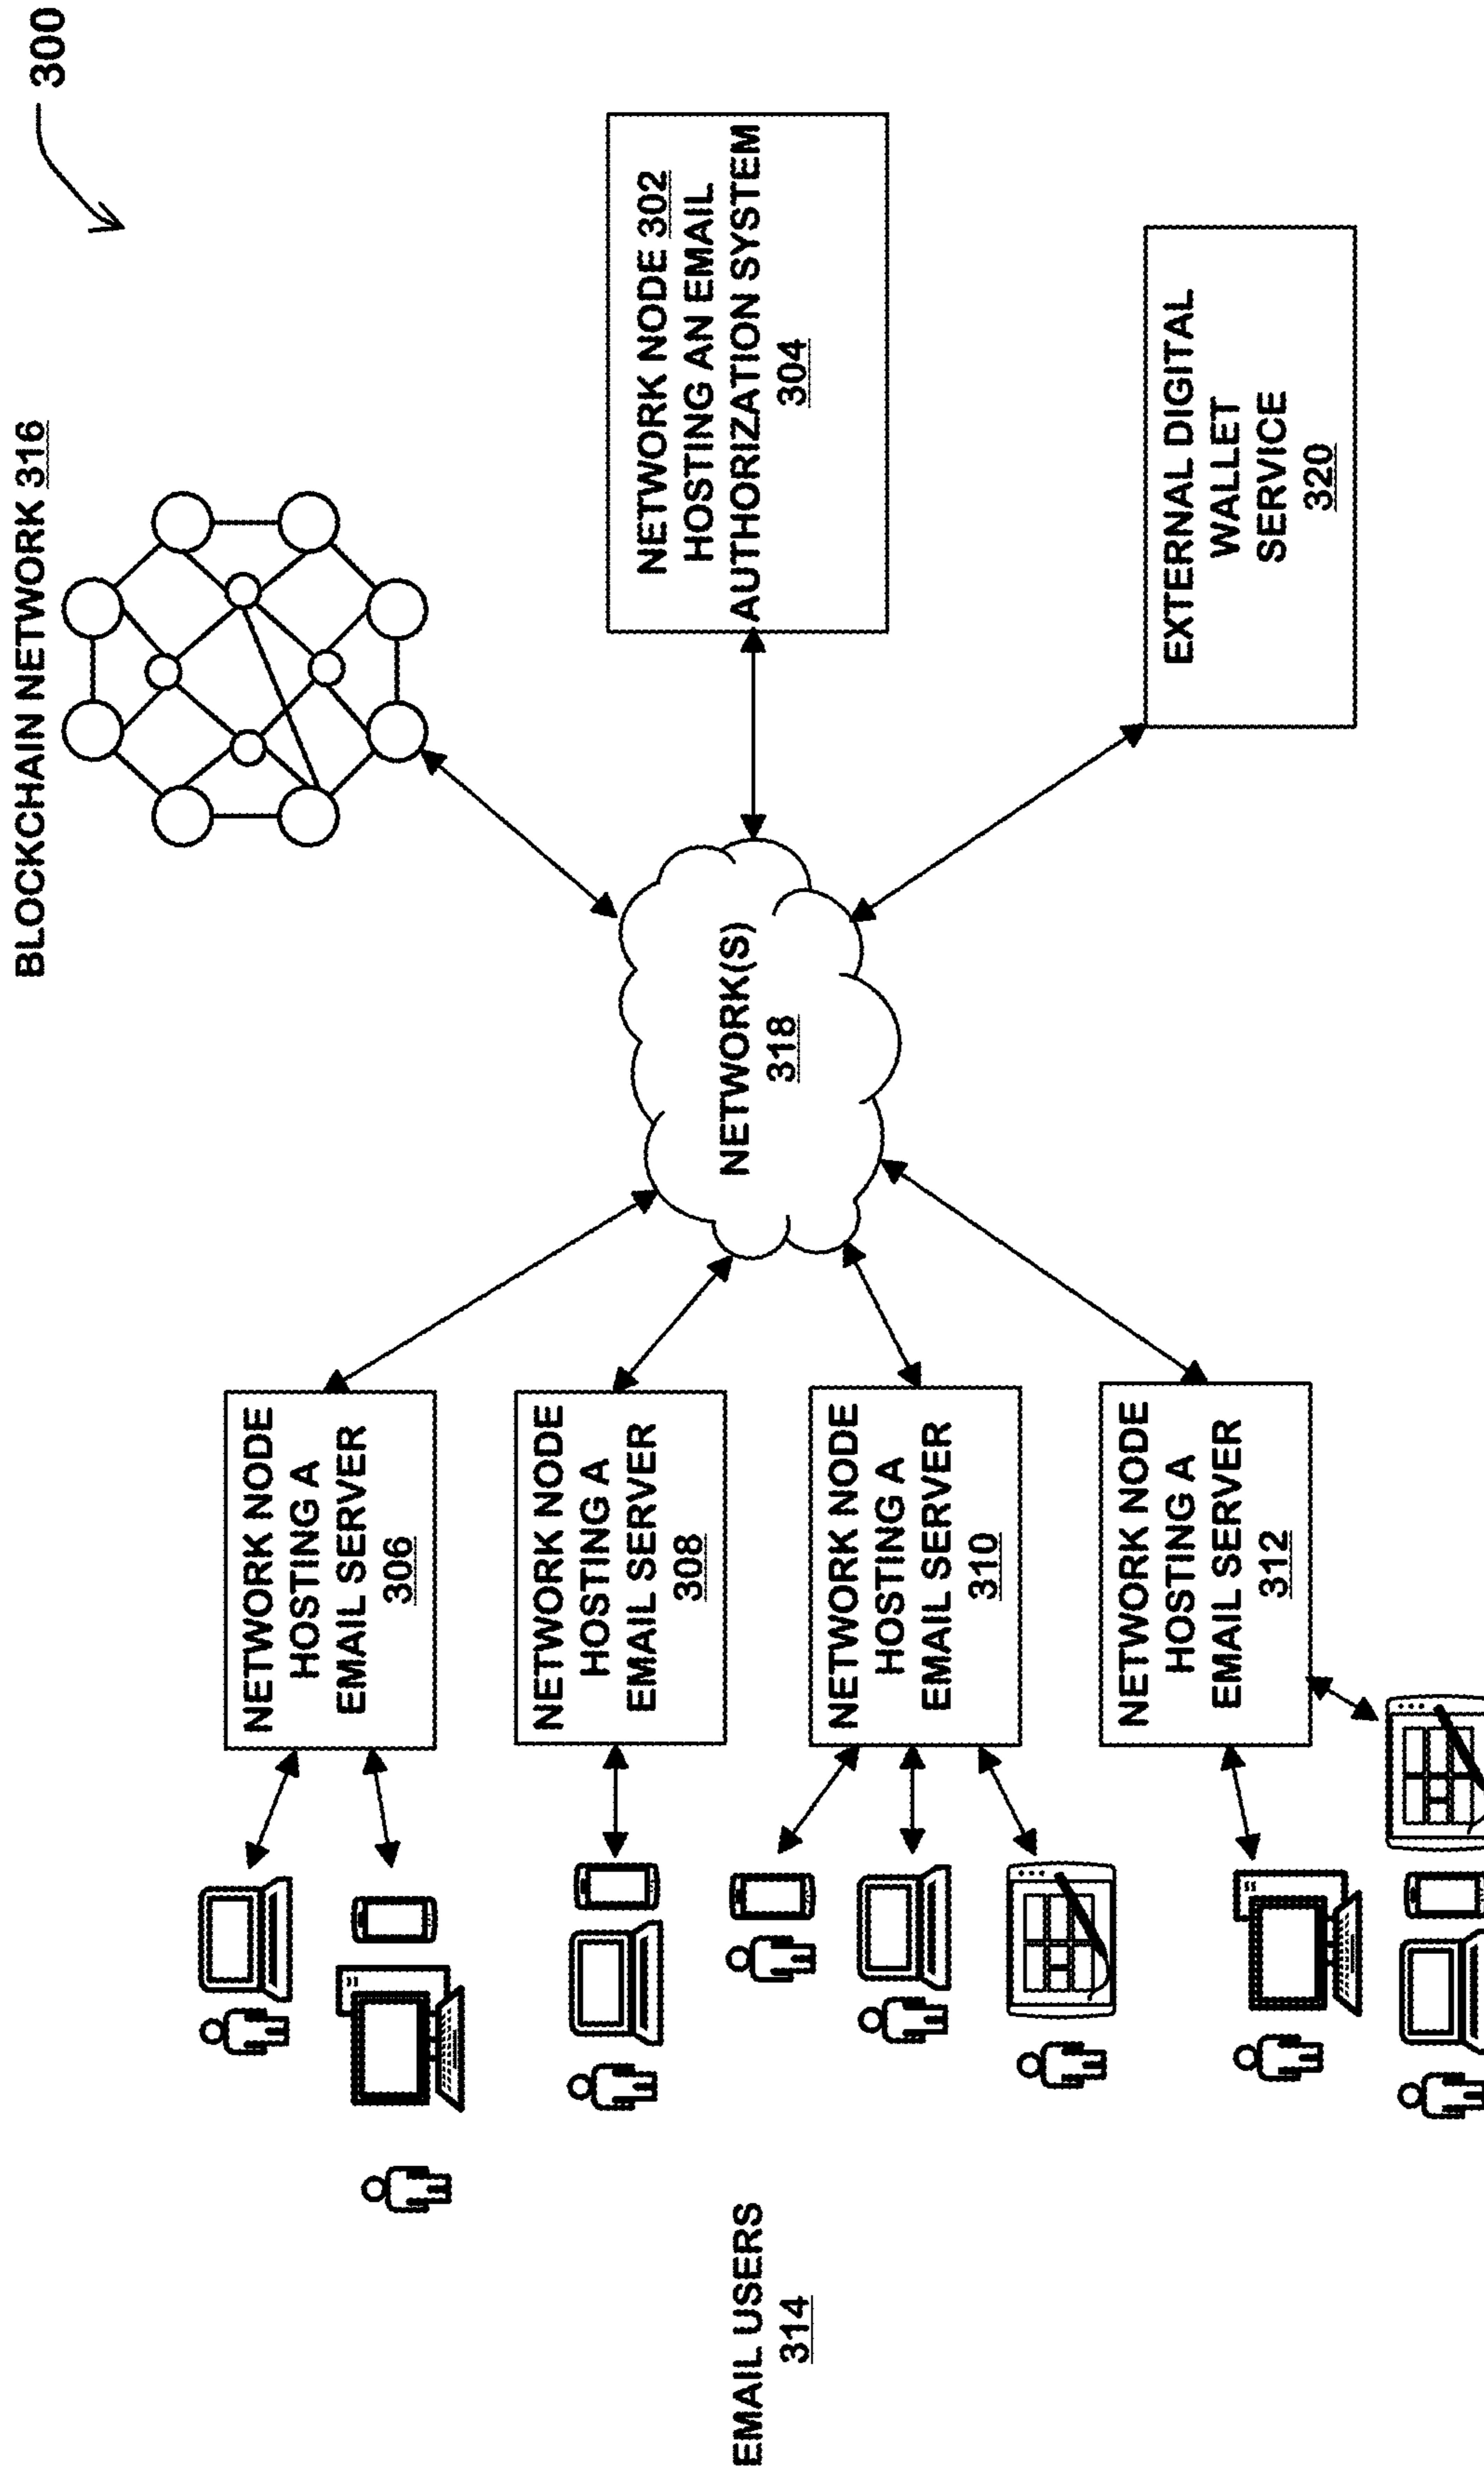 300
BLOCKCHAIN NETWORK 316
NETWORK NODE 302
HOSTING AN EMAIL
AUTHORIZATION SYSTEM
304
EXTERNAL DIGITAL
WALLET
SERVICE
320
NETWORK(S)
318
NETWORK NODE
HOSTING A
EMAIL SERVER
306
NETWORK NODE
HOSTING A
EMAIL SERVER
308
NETWORK NODE
HOSTING A
EMAIL SERVER
310
NETWORK NODE
HOSTING A
EMAIL SERVER
312
EMAIL USERS
314